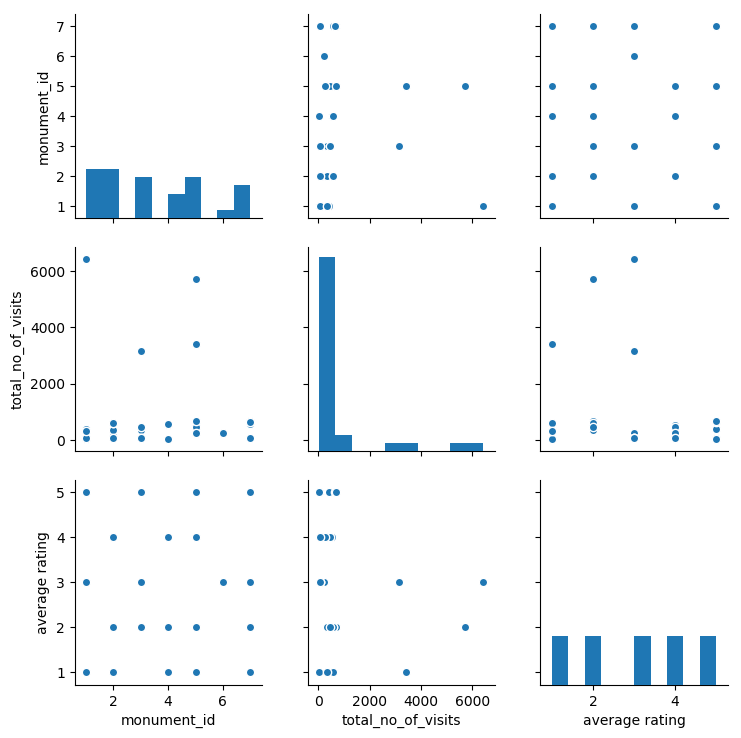 7
6
5
4
3
2
1
monument_id
6000
4000
2000
0
total_no_of_visits
5
4
3
2
1
average rating
2 4 6
monument_id
0 2000 4000 6000
total_no_of_visits
2 4
average rating